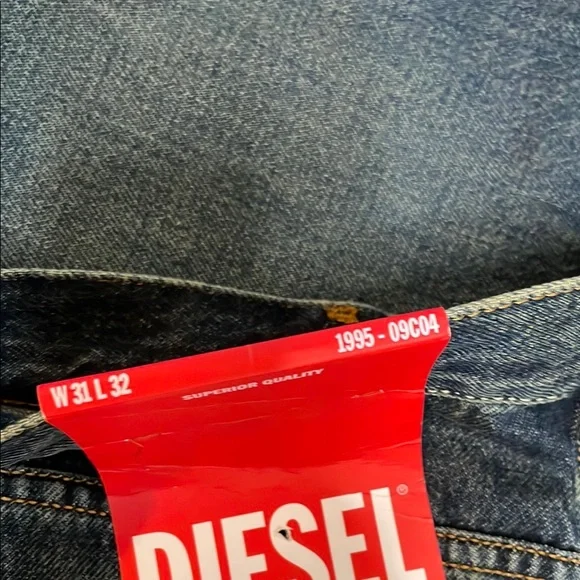 W 31 L 32
1995 - 09C04
SUPERIOR QUALITY
DIESEL®